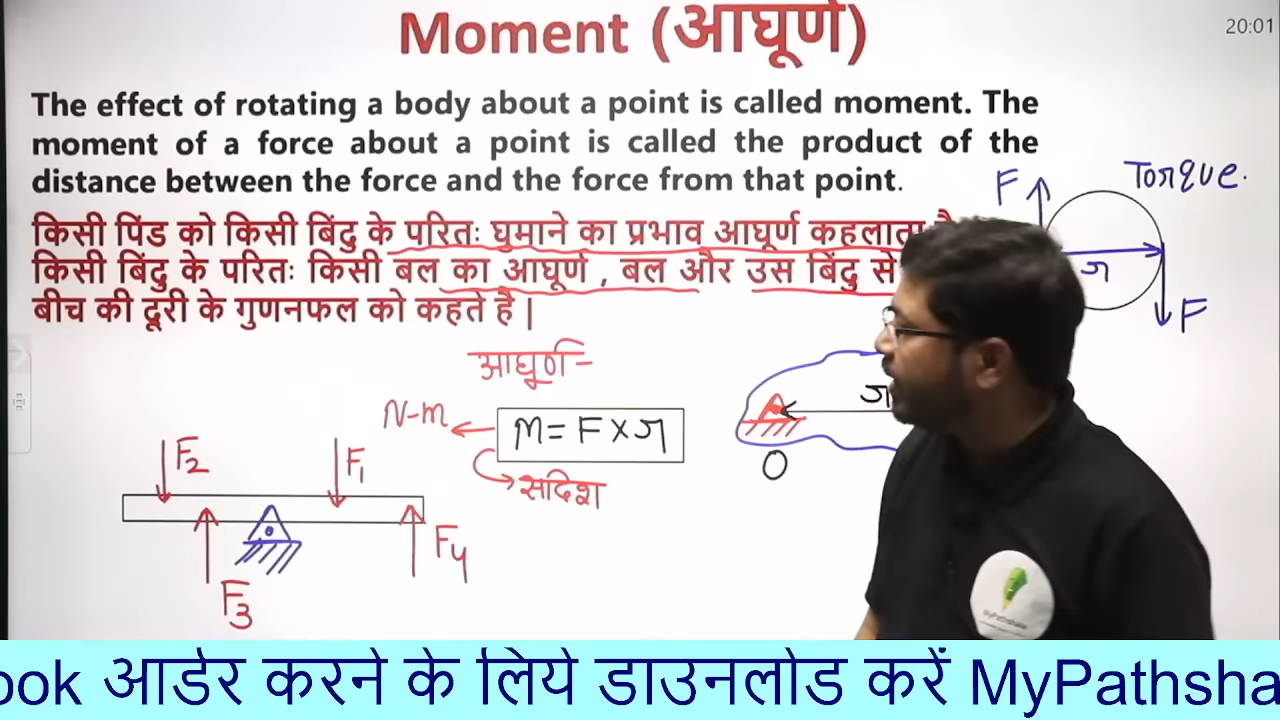 Moment (आघूर्ण)
20:01
The effect of rotating a body about a point is called moment. The
moment of a force about a point is called the product of the
distance between the force and the force from that point.
किसी पिंड को किसी बिंदु के परितः घुमाने का प्रभाव आघूर्ण कहलाता
किसी बिंदु के परितः किसी बल का आघूर्ण , बल और उस बिंदु से
बीच की दूरी के गुणनफल को कहते हैं |
Torque.
F
r
F
आघूर्ण-
N-m
M = F × r
सदिश
r
O
F2
F1
F3
F4
MyPathshala
ook आर्डर करने के लिये डाउनलोड करें MyPathsha